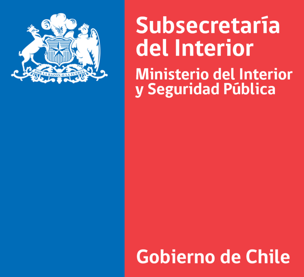 Subsecretaría
del Interior
Ministerio del Interior
y Seguridad Pública
Gobierno de Chile